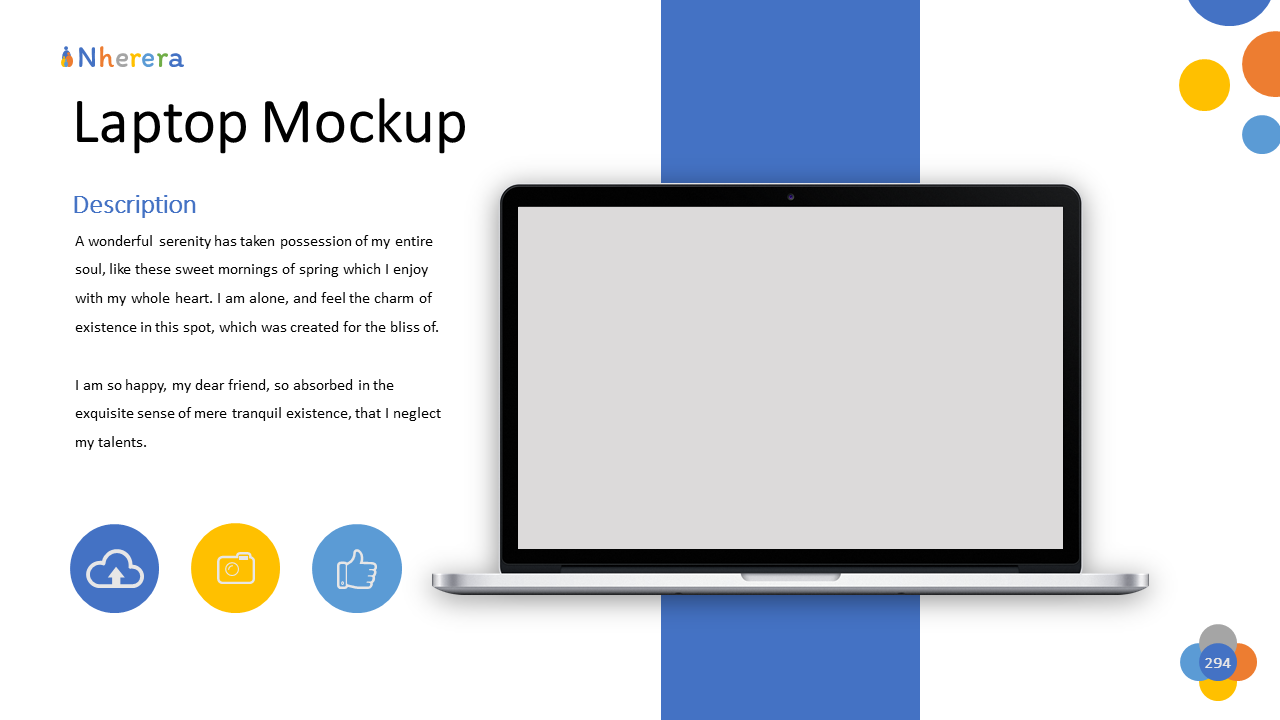 Nherera
Laptop Mockup
Description
A wonderful serenity has taken possession of my entire
soul, like these sweet mornings of spring which I enjoy
with my whole heart. I am alone, and feel the charm of
existence in this spot, which was created for the bliss of.
I am so happy, my dear friend, so absorbed in the
exquisite sense of mere tranquil existence, that I neglect
my talents.
294